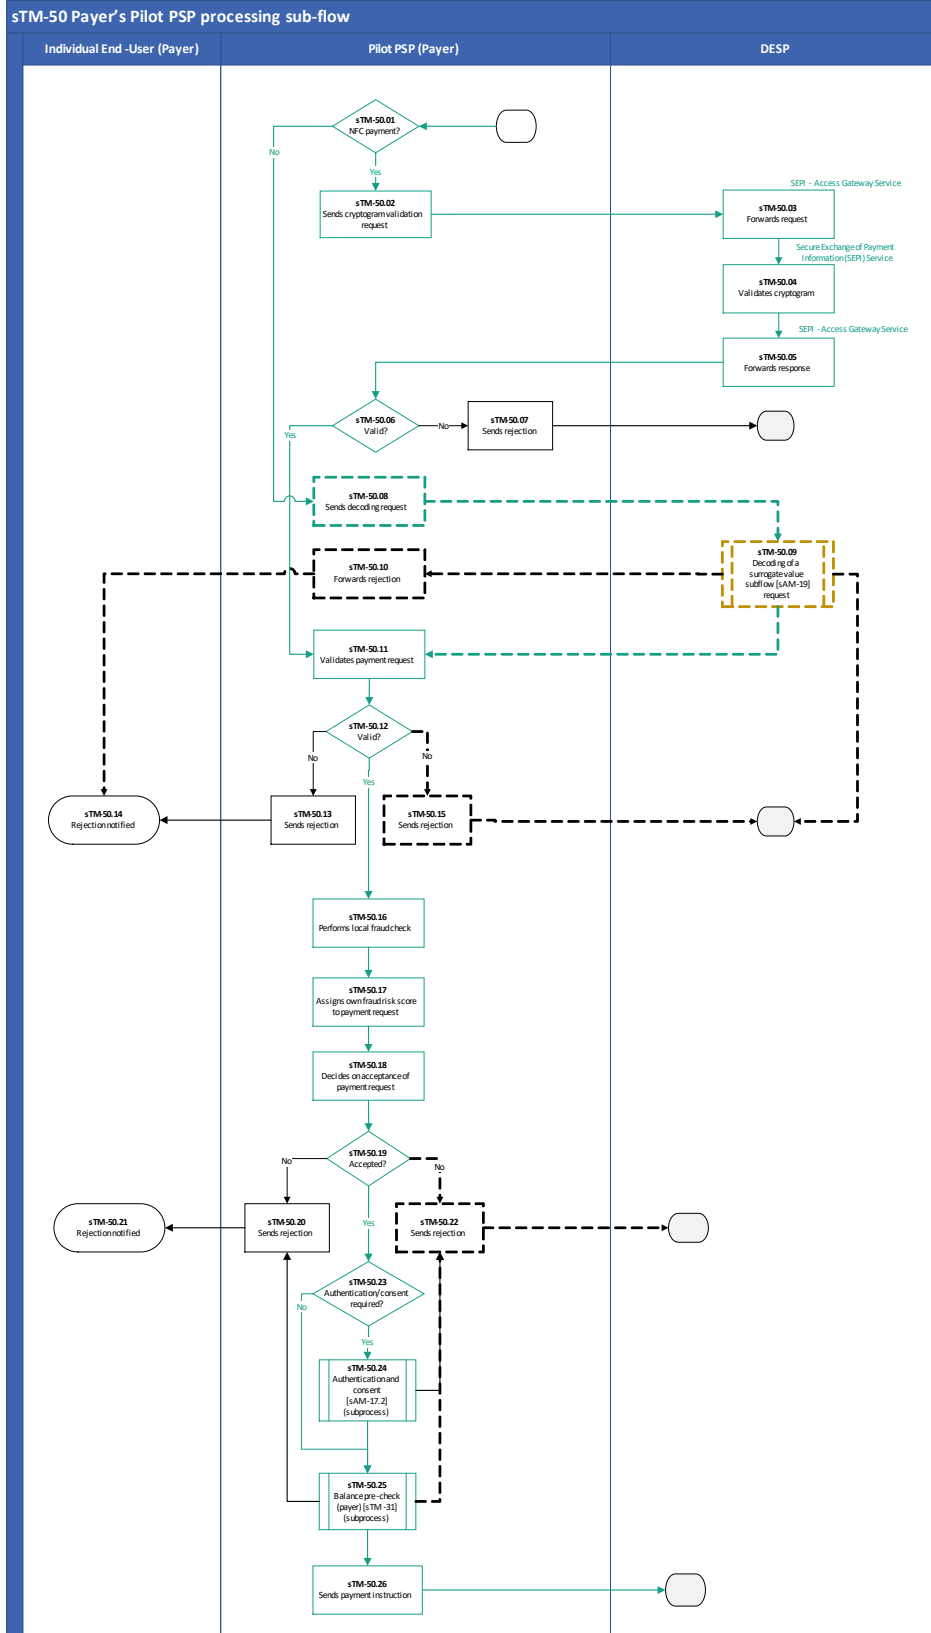 sTM-50 Payer's Pilot PSP processing sub-flow
Individual End -User (Payer)
Pilot PSP (Payer)
DESP
sTM-50.01
NFC payment?
No
Yes
SEPI - Access Gateway Service
sTM-50.02
Sends cryptogram validation
request
sTM-50.03
Forwards request
Secure Exchange of Payment
Information (SEPI) Service
sTM-50.04
Validates cryptogram
SEPI - Access Gateway Service
sTM-50.05
Forwards response
sTM-50.06
Valid?
Yes
No
sTM-50.07
Sends rejection
sTM-50.08
Sends decoding request
sTM-50.09
Decoding of a
surrogate value
subflow [sAM-19]
request
sTM-50.10
Forwards rejection
sTM-50.11
Validates payment request
sTM-50.12
Valid?
No
No
Yes
sTM-50.14
Rejection notified
sTM-50.13
Sends rejection
sTM-50.15
Sends rejection
sTM-50.16
Performs local fraud check
sTM-50.17
Assigns own fraud risk score
to payment request
sTM-50.18
Decides on acceptance of
payment request
sTM-50.19
Accepted?
No
No
sTM-50.21
Rejection notified
sTM-50.20
Sends rejection
Yes
sTM-50.22
Sends rejection
sTM-50.23
Authentication/consent
required?
No
Yes
sTM-50.24
Authentication and
consent
[sAM-17.2]
(subprocess)
sTM-50.25
Balance pre -check
(payer) [sTM -31]
(subprocess)
sTM-50.26
Sends payment instruction